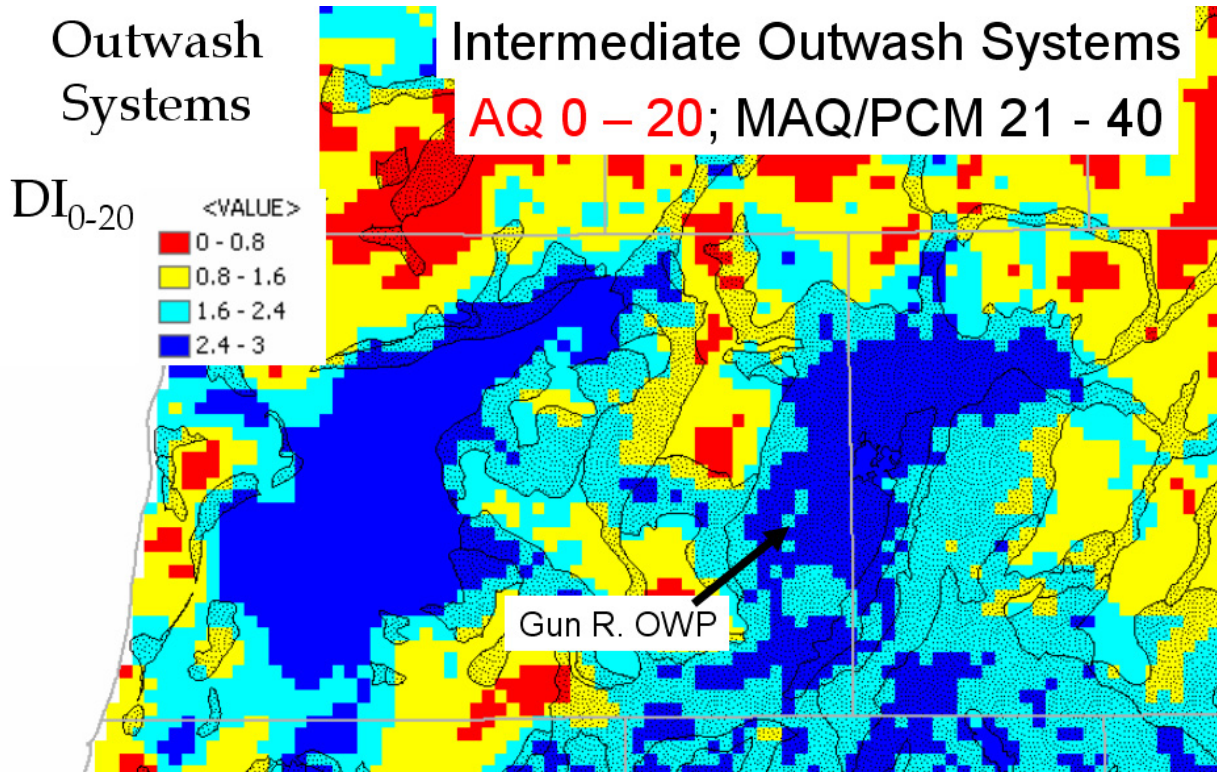 Outwash
Systems
Intermediate Outwash Systems
AQ 0 – 20; MAQ/PCM 21 - 40
DI0-20
<VALUE>
0 - 0.8
0.8 - 1.6
1.6 - 2.4
2.4 - 3
Gun R. OWP